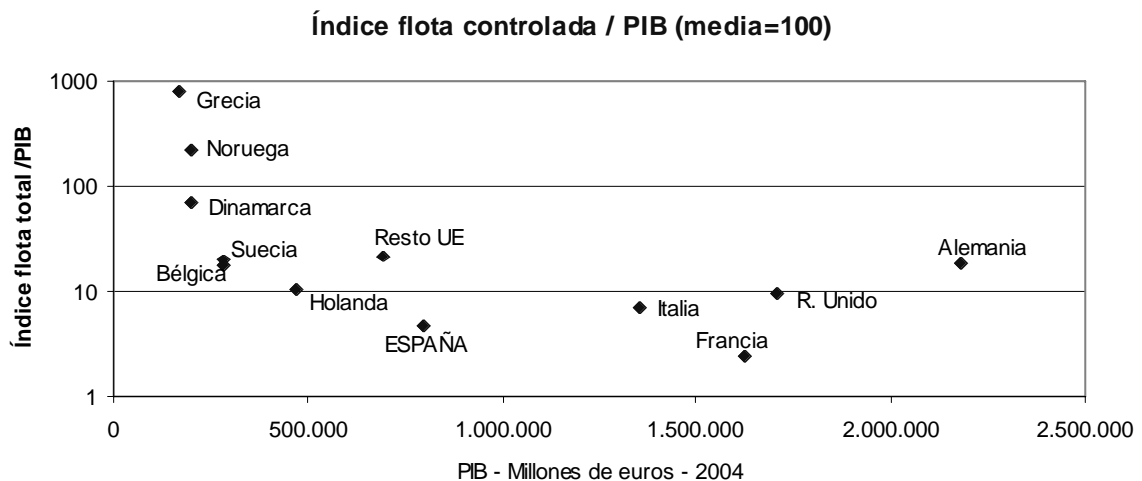 Índice flota controlada / PIB (media=100)
Índice flota total /PIB
1000
100
10
1
Grecia
Noruega
Dinamarca
Suecia
Bélgica
Resto UE
Holanda
ESPAÑA
Italia
Francia
R. Unido
Alemania
0 500.000 1.000.000 1.500.000 2.000.000 2.500.000
PIB - Millones de euros - 2004